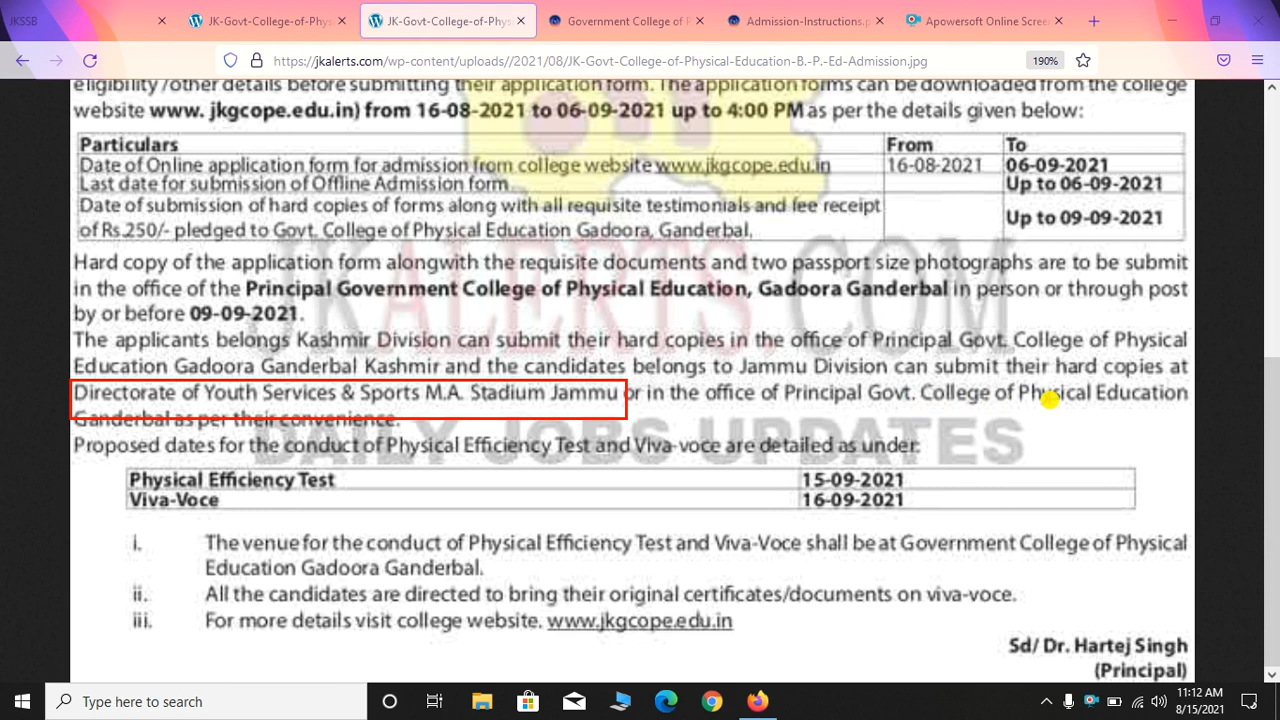 JKSSB
JK-Govt-College-of-Phys
JK-Govt-College-of-Phys
Government College of P
Admission-Instructions.p
Apowersoft Online Scree
https://jkalerts.com/wp-content/uploads//2021/08/JK-Govt-College-of-Physical-Education-B.-P.-Ed-Admission.jpg
190%
eligibility /other details before submitting their application form. The application forms can be downloaded from the college
website www. jkgcope.edu.in) from 16-08-2021 to 06-09-2021 up to 4:00 PM as per the details given below:
Particulars From To
Date of Online application form for admission from college website www.jkgcope.edu.in 16-08-2021 06-09-2021
Last date for submission of Offline Admission form. Up to 06-09-2021
Date of submission of hard copies of forms along with all requisite testimonials and fee receipt
of Rs.250/- pledged to Govt. College of Physical Education Gadoora, Ganderbal. Up to 09-09-2021
Hard copy of the application form alongwith the requisite documents and two passport size photographs are to be submit
in the office of the Principal Government College of Physical Education, Gadoora Ganderbal in person or through post
by or before 09-09-2021.
JKALERTS.COM
The applicants belongs Kashmir Division can submit their hard copies in the office of Principal Govt. College of Physical
Education Gadoora Ganderbal Kashmir and the candidates belongs to Jammu Division can submit their hard copies at
Directorate of Youth Services & Sports M.A. Stadium Jammu or in the office of Principal Govt. College of Physical Education
Ganderbal as per their convenience.
DAILY JOBS UPDATES
Proposed dates for the conduct of Physical Efficiency Test and Viva-voce are detailed as under:
Physical Efficiency Test 15-09-2021
Viva-Voce 16-09-2021
i. The venue for the conduct of Physical Efficiency Test and Viva-Voce shall be at Government College of Physical
Education Gadoora Ganderbal.
ii. All the candidates are directed to bring their original certificates/documents on viva-voce.
iii. For more details visit college website. www.jkgcope.edu.in
Sd/ Dr. Hartej Singh
(Principal)
Type here to search
11:12 AM
8/15/2021